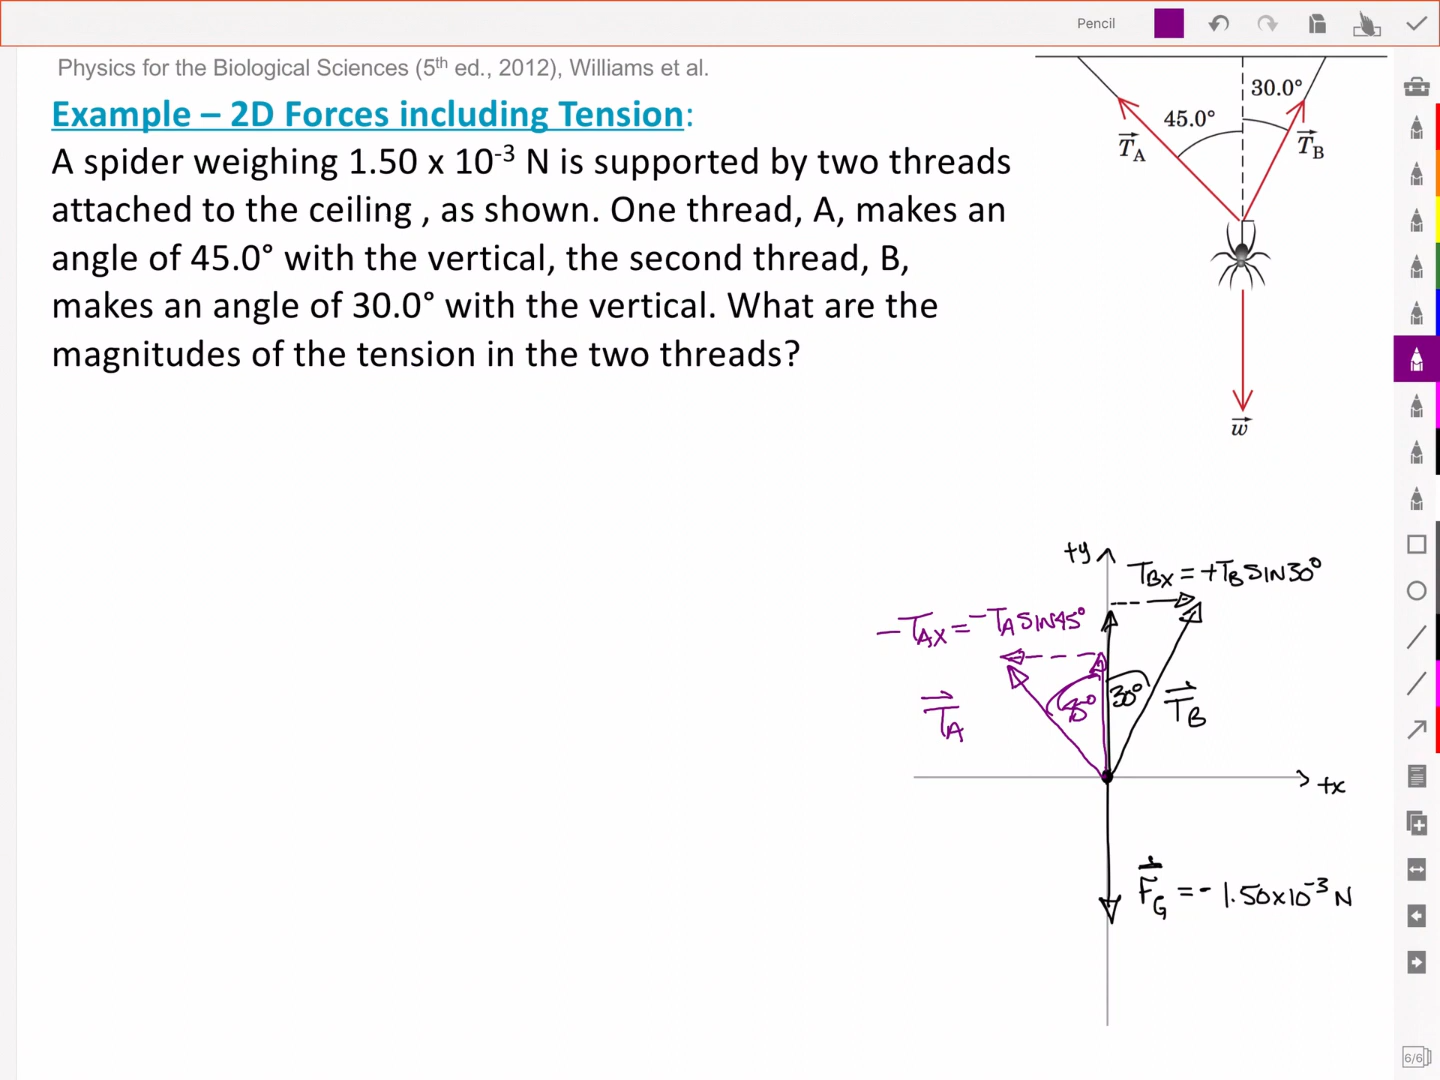 Pencil
Physics for the Biological Sciences (5th ed., 2012), Williams et al.
Example – 2D Forces including Tension:
A spider weighing 1.50 x 10-3 N is supported by two threads
attached to the ceiling , as shown. One thread, A, makes an
angle of 45.0° with the vertical, the second thread, B,
makes an angle of 30.0° with the vertical. What are the
magnitudes of the tension in the two threads?
30.0°
45.0°
TA
TB
w
+y
TBX = +TB SIN30°
-TAX = -TA SIN45°
45°
30°
TA
TB
+x
FG = - 1.50x10-3 N
6/6